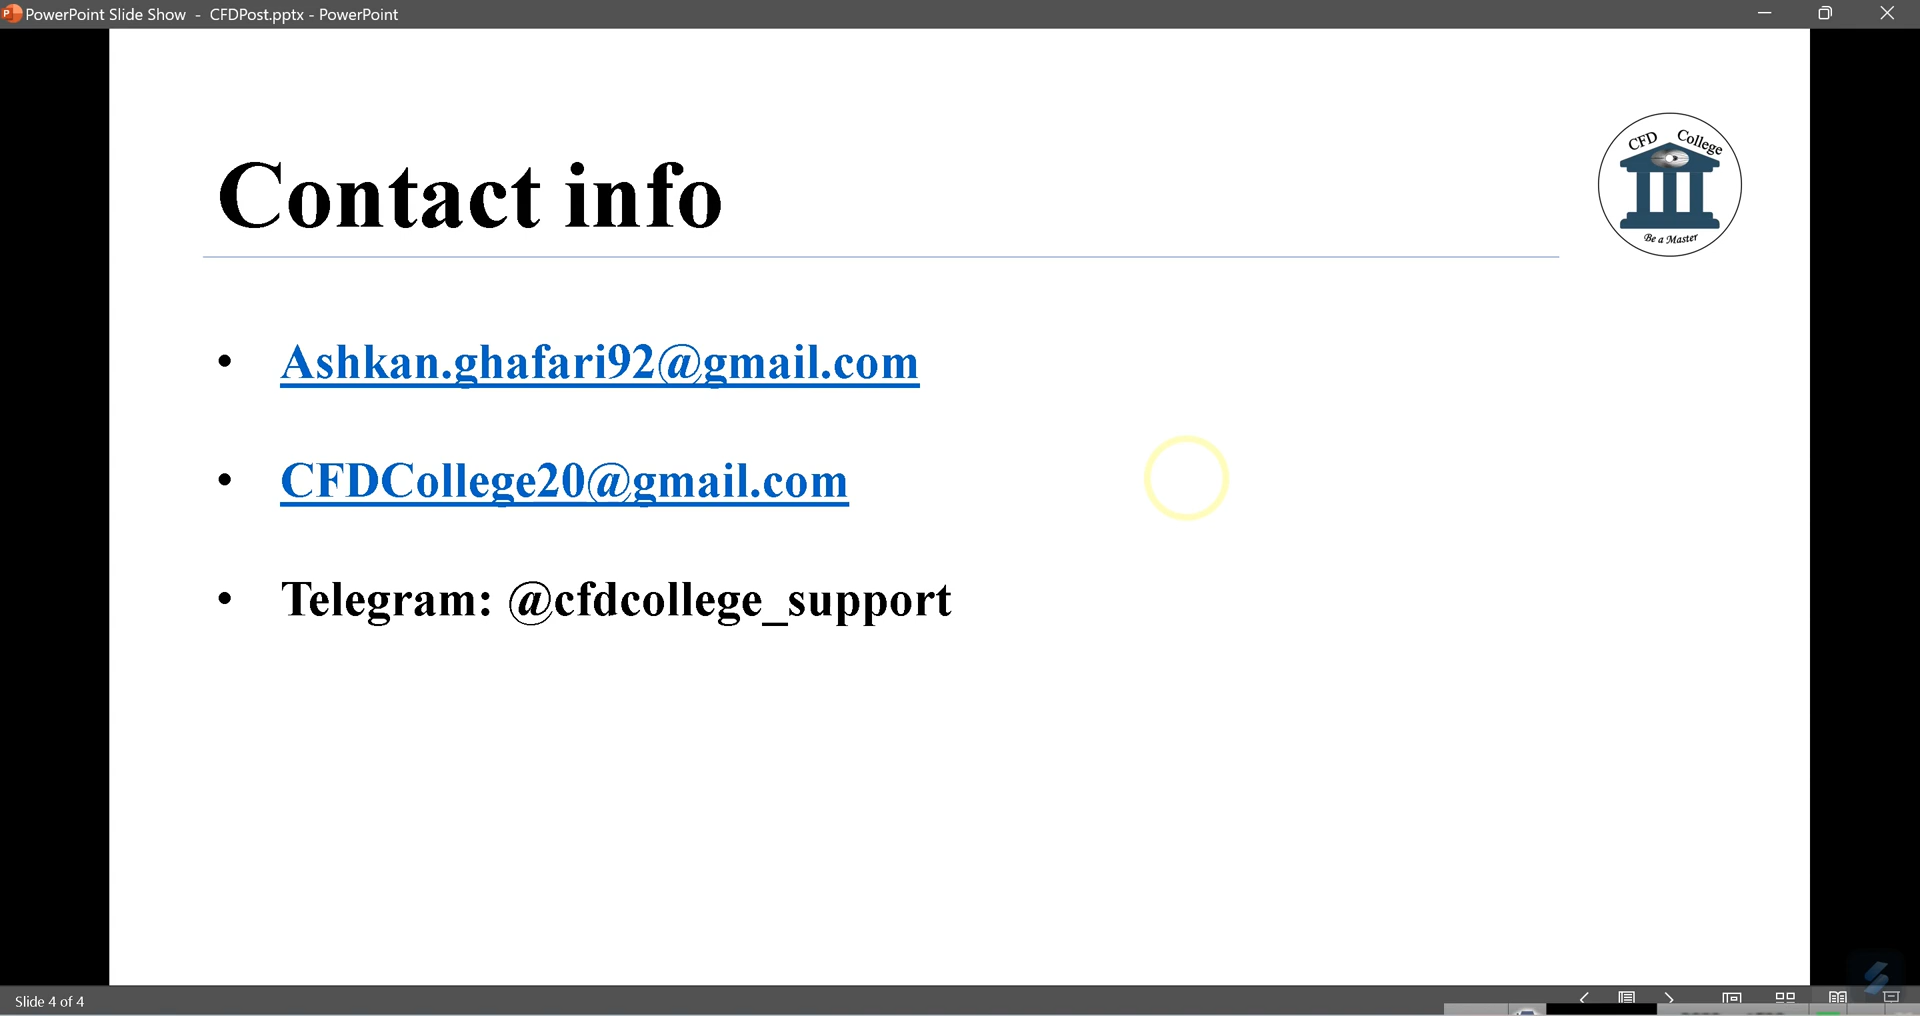 PowerPoint Slide Show - CFDPost.pptx - PowerPoint
CFD College
Be a Master
Contact info
• Ashkan.ghafari92@gmail.com
• CFDCollege20@gmail.com
• Telegram: @cfdcollege_support
Slide 4 of 4